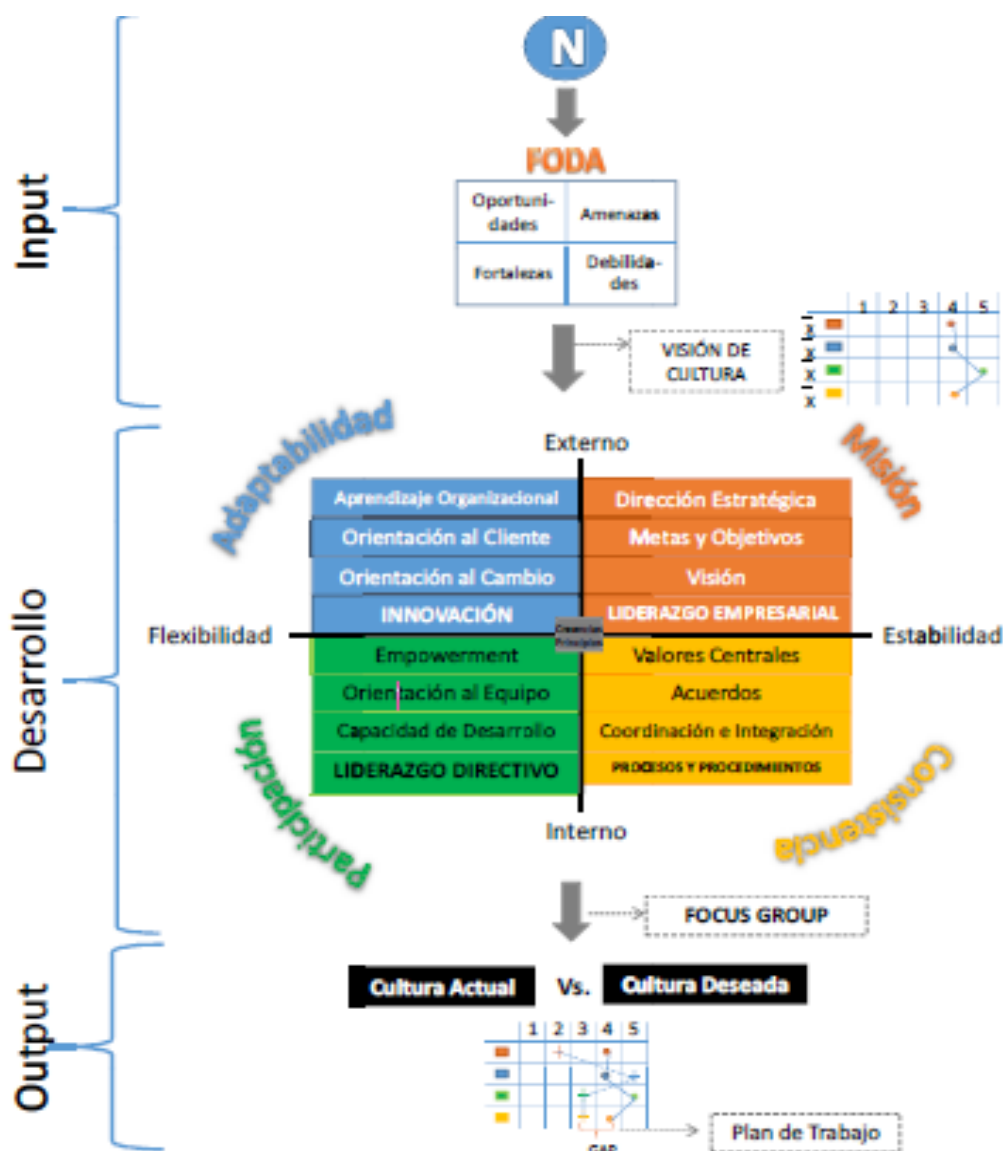 N
FODA
Oportuni-
dades
Amenazas
Fortalezas
Debilida-
des
Input
VISIÓN DE
CULTURA
1 2 3 4 5
X
X
X
X
Adaptabilidad
Externo
Misión
Aprendizaje Organizacional
Dirección Estratégica
Orientación al Cliente
Metas y Objetivos
Orientación al Cambio
Visión
INNOVACIÓN
LIDERAZGO EMPRESARIAL
Flexibilidad
Creencias
Principios
Estabilidad
Empowerment
Valores Centrales
Orientación al Equipo
Acuerdos
Capacidad de Desarrollo
Coordinación e Integración
LIDERAZGO DIRECTIVO
PROCESOS Y PROCEDIMIENTOS
Desarrollo
Participación
Interno
Consistencia
FOCUS GROUP
Cultura Actual Vs. Cultura Deseada
Output
1 2 3 4 5
Plan de Trabajo
GAP